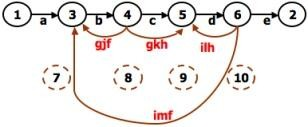 1 a 3 b 4 c 5 d 6 e 2
gjf gkh ilh
7 8 9 10
imf